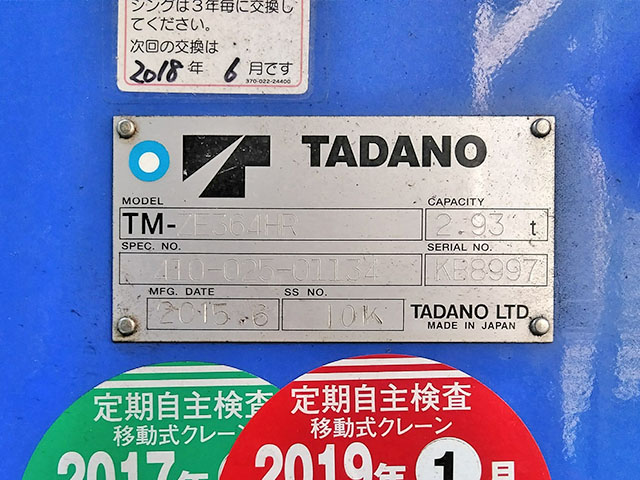 シングは3年毎に交換し
てください。
次回の交換は
2018年 6月です
370-022-24400
TADANO
MODEL
CAPACITY
TM-ZE364HR
2.93 t
SPEC. NO.
SERIAL NO.
410-025-01134
KB8997
MFG. DATE
SS NO.
2015.6
10K
TADANO LTD.
MADE IN JAPAN
定期自主検査
移動式クレーン
2017年
定期自主検査
移動式クレーン
2019年 1月